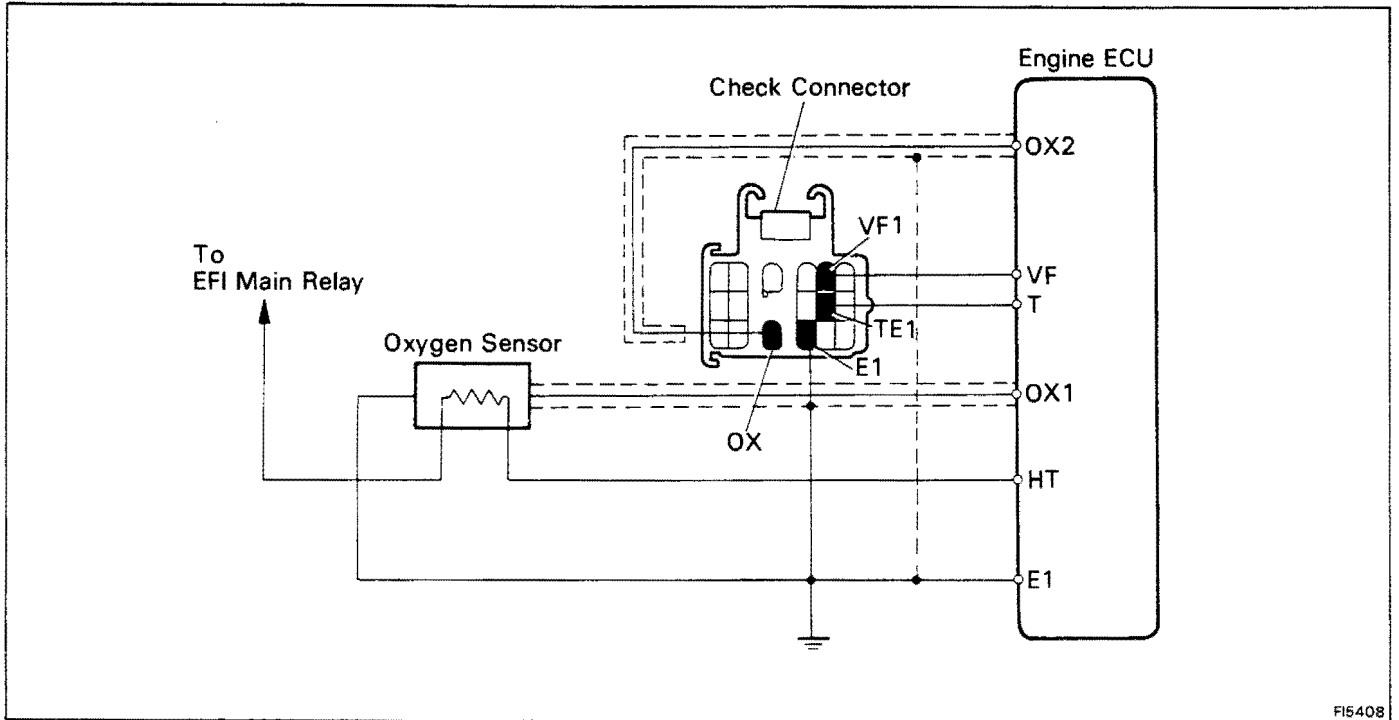 Engine ECU
Check Connector
OX2
VF1
To
EFI Main Relay
VF
T
TE1
Oxygen Sensor
E1
OX1
OX
HT
E1
FI5408